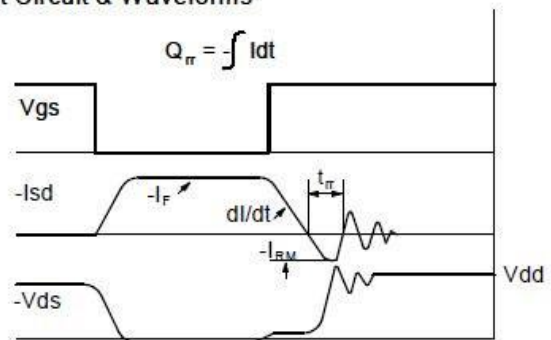 t Circuit & Waveforms
Qrr = -∫ Idt
Vgs
-Isd
-IF
dI/dt
trr
-IRM
Vdd
-Vds